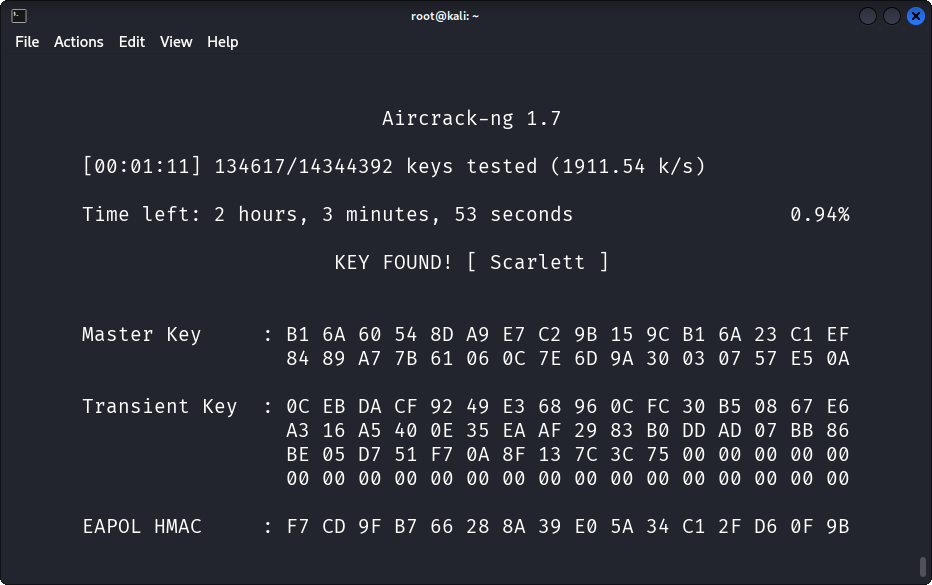 root@kali: ~
File Actions Edit View Help
Aircrack-ng 1.7
[00:01:11] 134617/14344392 keys tested (1911.54 k/s)
Time left: 2 hours, 3 minutes, 53 seconds 0.94%
KEY FOUND! [ Scarlett ]
Master Key : B1 6A 60 54 8D A9 E7 C2 9B 15 9C B1 6A 23 C1 EF
84 89 A7 7B 61 06 0C 7E 6D 9A 30 03 07 57 E5 0A
Transient Key : 0C EB DA CF 92 49 E3 68 96 0C FC 30 B5 08 67 E6
A3 16 A5 40 0E 35 EA AF 29 83 B0 DD AD 07 BB 86
BE 05 D7 51 F7 0A 8F 13 7C 3C 75 00 00 00 00 00
00 00 00 00 00 00 00 00 00 00 00 00 00 00 00 00
EAPOL HMAC : F7 CD 9F B7 66 28 8A 39 E0 5A 34 C1 2F D6 0F 9B